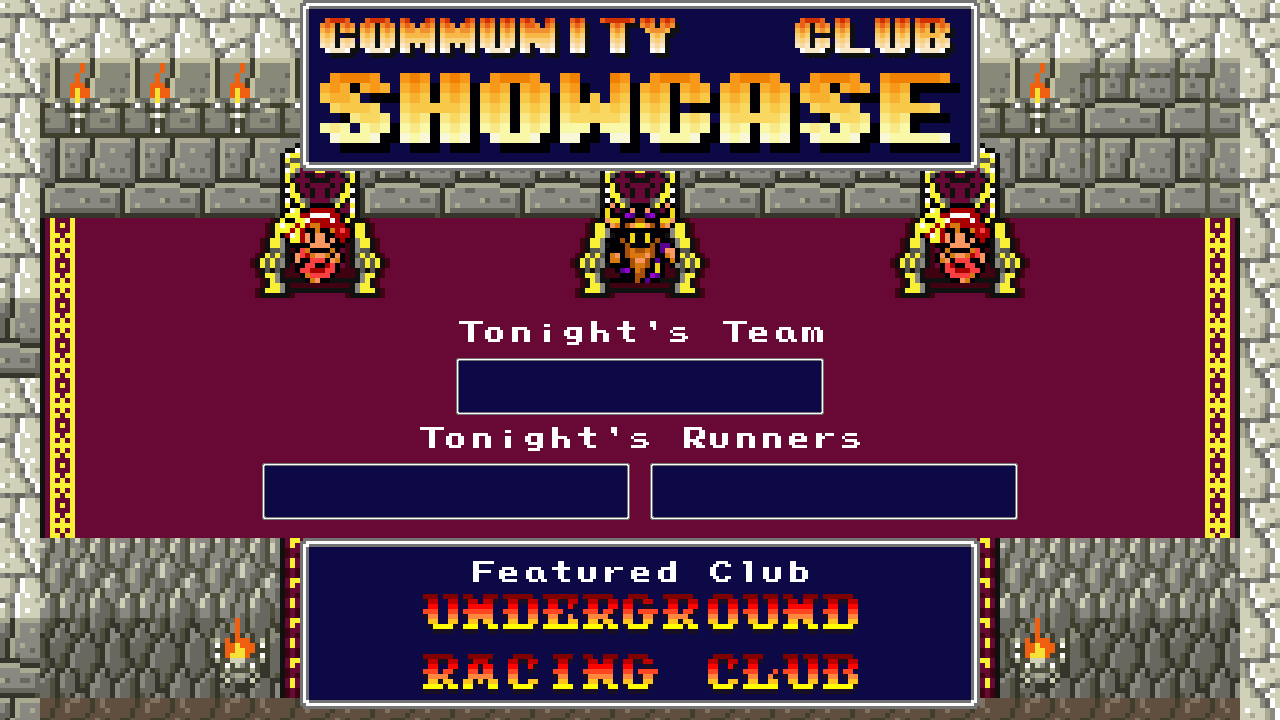 COMMUNITY CLUB
SHOWCASE
Tonight's Team
Tonight's Runners
Featured Club
UNDERGROUND
RACING CLUB